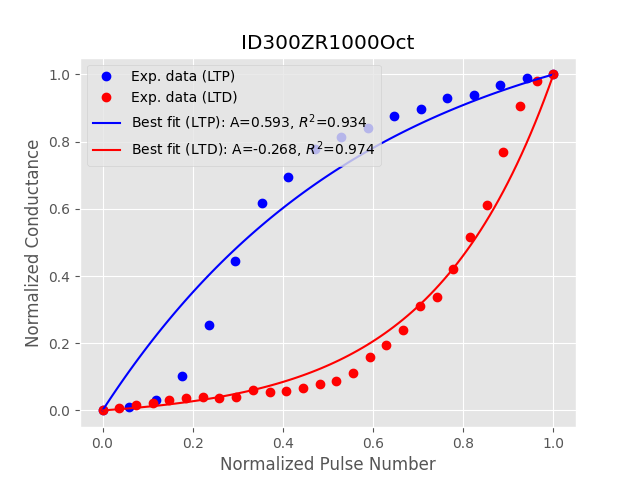 ID300ZR1000Oct
Exp. data (LTP)
Exp. data (LTD)
Best fit (LTP): A=0.593, R²=0.934
Best fit (LTD): A=-0.268, R²=0.974
1.0
0.8
0.6
0.4
0.2
0.0
Normalized Conductance
0.0 0.2 0.4 0.6 0.8 1.0
Normalized Pulse Number